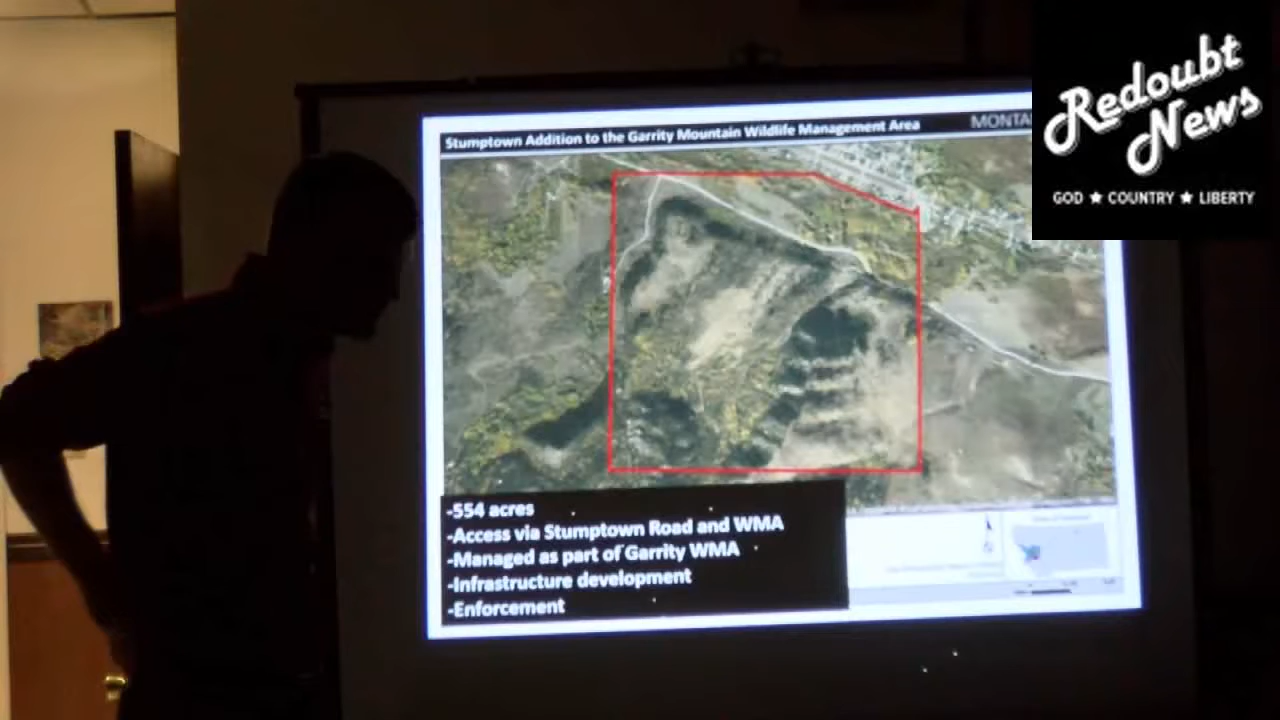 Stumptown Addition to the Garrity Mountain Wildlife Management Area
MONTA
Redoubt
News
GOD ★ COUNTRY ★ LIBERTY
-554 acres
-Access via Stumptown Road and WMA
-Managed as part of Garrity WMA
-Infrastructure development
-Enforcement